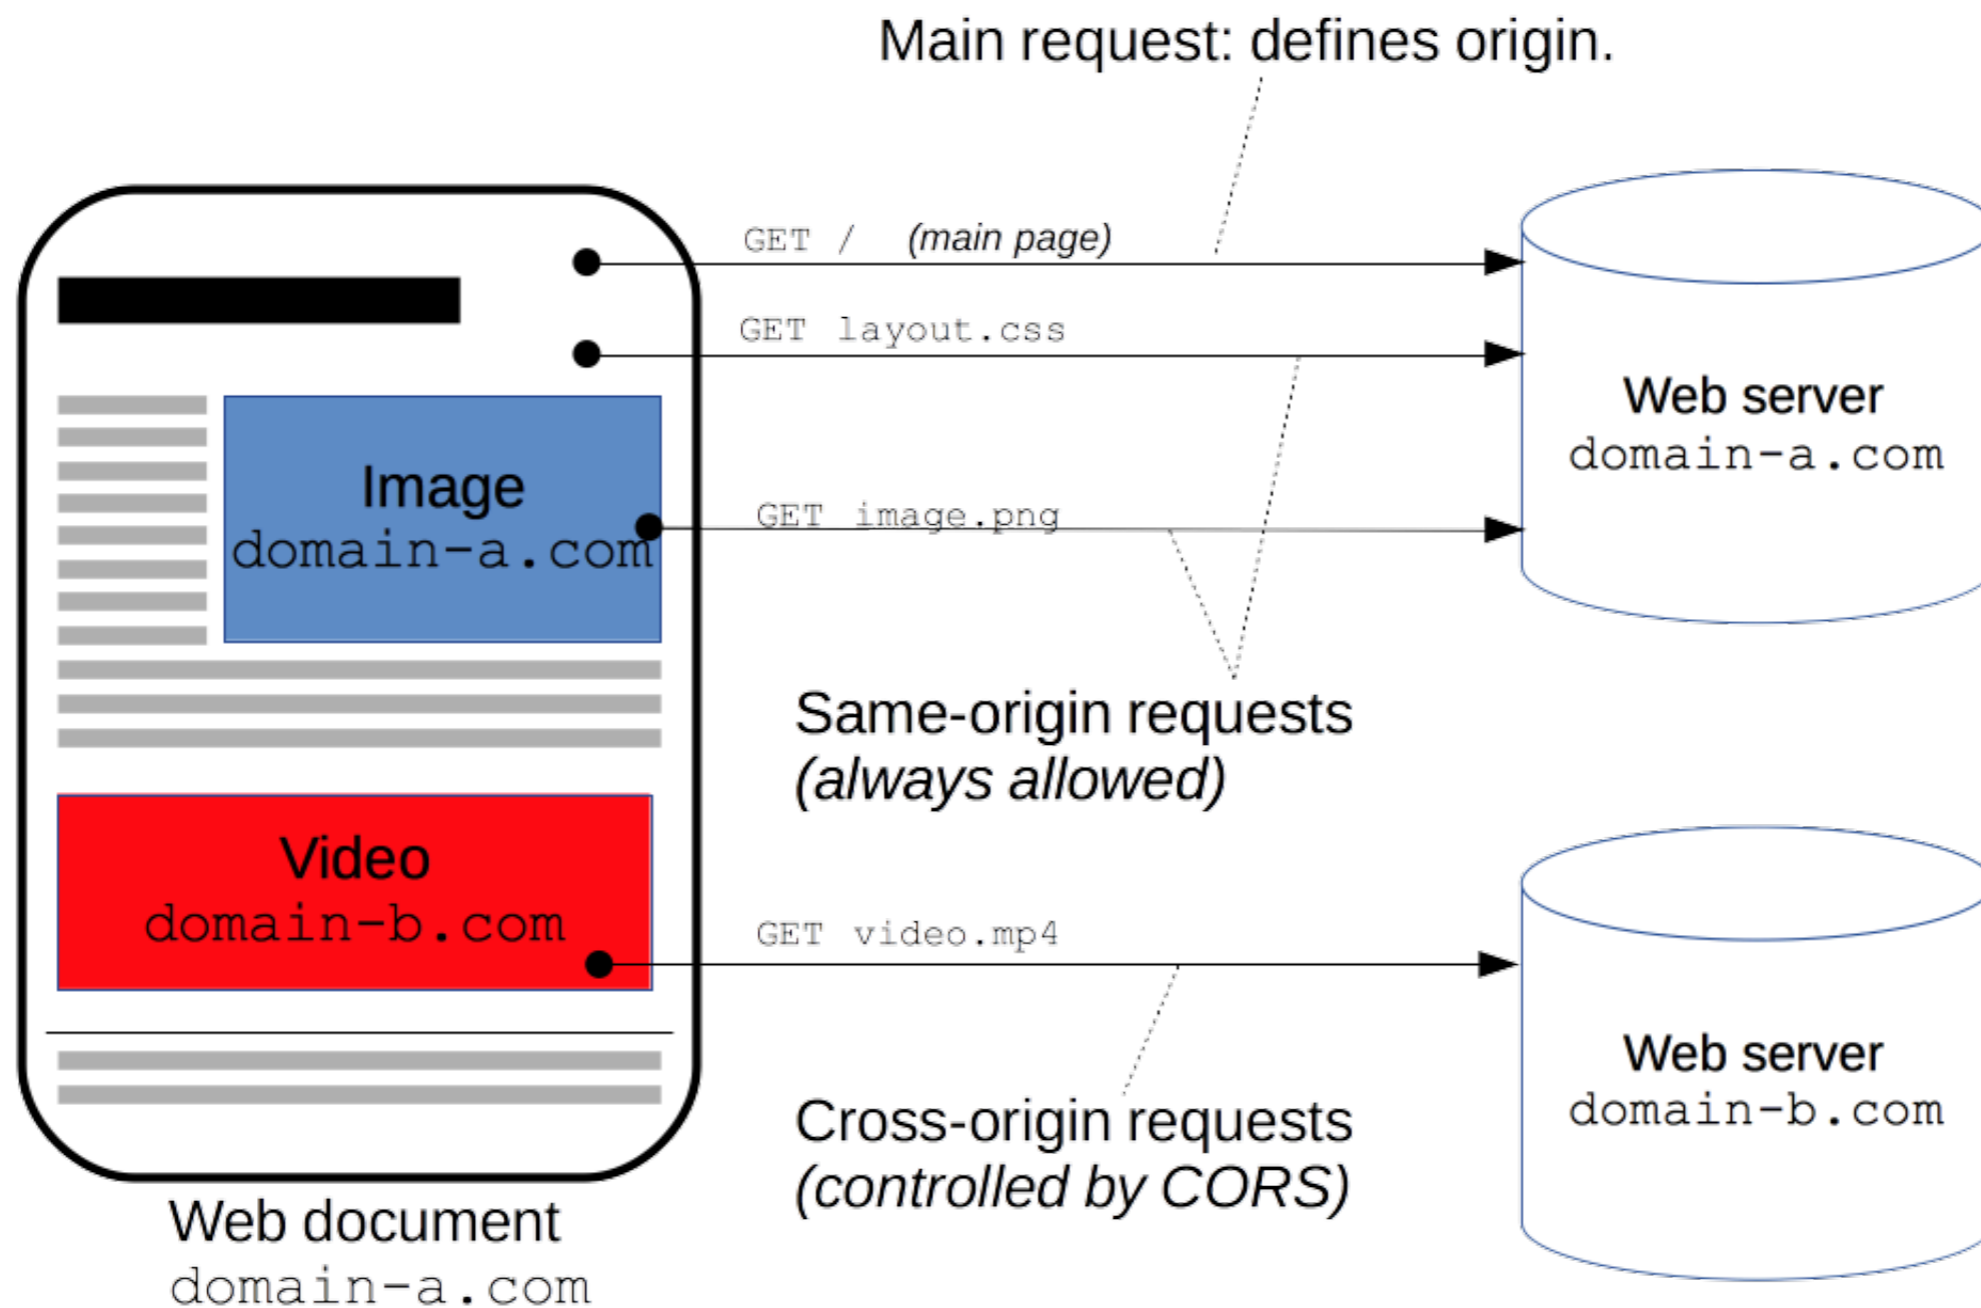 Main request: defines origin.
GET / (main page)
GET layout.css
Web server
domain-a.com
Image
domain-a.com
GET image.png
Same-origin requests
(always allowed)
Video
domain-b.com
GET video.mp4
Web server
domain-b.com
Cross-origin requests
(controlled by CORS)
Web document
domain-a.com